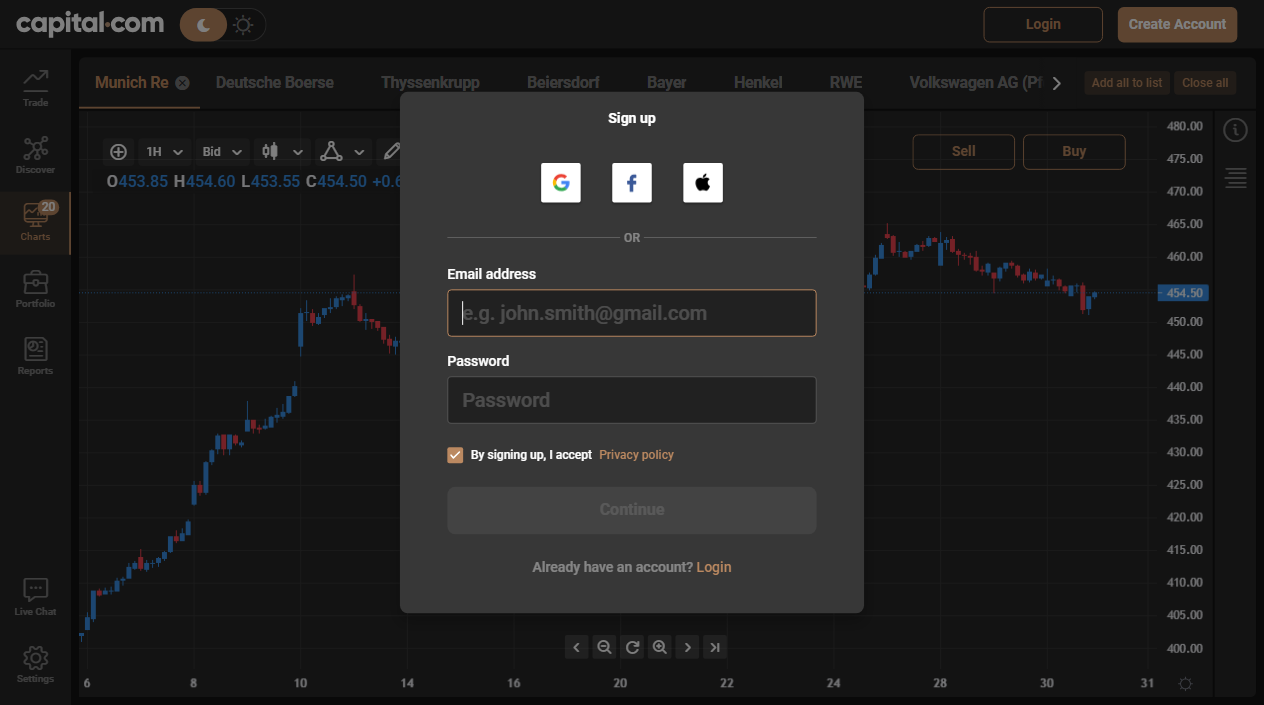 capital.com
Login
Create Account
Trade
Discover
20
Charts
Portfolio
Reports
Live Chat
Settings
Munich Re
Deutsche Boerse
Thyssenkrupp
Beiersdorf
Bayer
Henkel
RWE
Volkswagen AG (Pf
Add all to list
Close all
1H
Bid
O453.85 H454.60 L453.55 C454.50 +0.6
Sell
Buy
Sign up
OR
Email address
e.g. john.smith@gmail.com
Password
Password
By signing up, I accept Privacy policy
Continue
Already have an account? Login
480.00
475.00
470.00
465.00
460.00
454.50
450.00
445.00
440.00
435.00
430.00
425.00
420.00
415.00
410.00
405.00
400.00
6 8 10 14 16 20 22 24 28 30 31